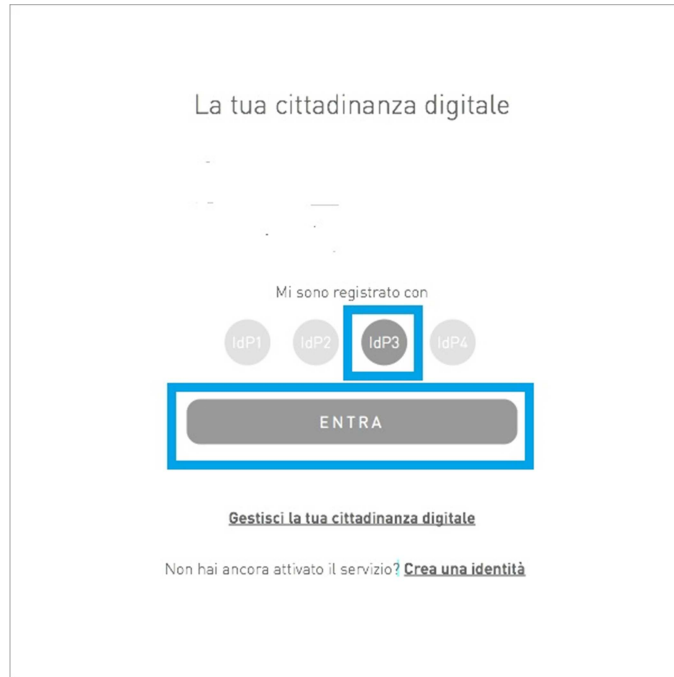 La tua cittadinanza digitale
Mi sono registrato con
IdP1 IdP2 IdP3 IdP4
ENTRA
Gestisci la tua cittadinanza digitale
Non hai ancora attivato il servizio? Crea una identità